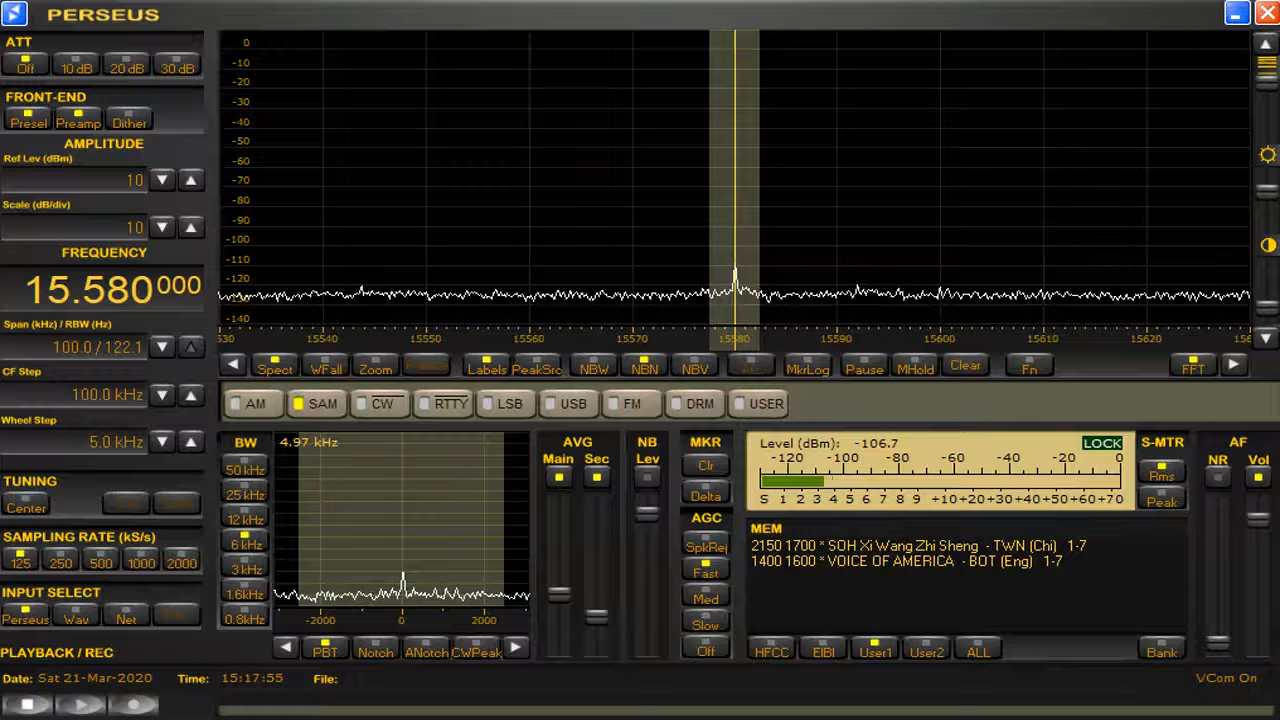 PERSEUS
ATT
Off 10 dB 20 dB 30 dB
FRONT-END
Presel Preamp Dither
AMPLITUDE
Ref Lev (dBm)
10
Scale (dB/div)
10
FREQUENCY
15.580000
Span (kHz) / RBW (Hz)
100.0 / 122.1
CF Step
100.0 kHz
Wheel Step
5.0 kHz
TUNING
Center
SAMPLING RATE (kS/s)
125 250 500 1000 2000
INPUT SELECT
Perseus Wav Net
PLAYBACK / REC
0
-10
-20
-30
-40
-50
-60
-70
-80
-90
-100
-110
-120
-140
530 15540 15550 15560 15570 15580 15590 15600 15610 15620
Spect WFall Zoom Labels PeakSrc NBW NBN NBV MkrLog Pause MHold Clear Fn FFT
AM SAM CW RTTY LSB USB FM DRM USER
BW
50 kHz
25 kHz
12 kHz
6 kHz
3 kHz
1.6kHz
0.8kHz
4.97 kHz
-2000 0 2000
PBT Notch ANotch CWPeak
AVG
Main Sec
NB
Lev
MKR
Clr
Delta
AGC
SpkRej
Fast
Med
Slow
Off
Level (dBm): -106.7 LOCK
-120 -100 -80 -60 -40 -20 0
S 1 2 3 4 5 6 7 8 9 +10+20+30+40+50+60+70
S-MTR
Rms
Peak
AF
NR Vol
MEM
2150 1700 * SOH Xi Wang Zhi Sheng - TWN (Chi) 1-7
1400 1600 * VOICE OF AMERICA - BOT (Eng) 1-7
HFCC EIBI User1 User2 ALL Bank
Date: Sat 21-Mar-2020 Time: 15:17:55 File: VCom On